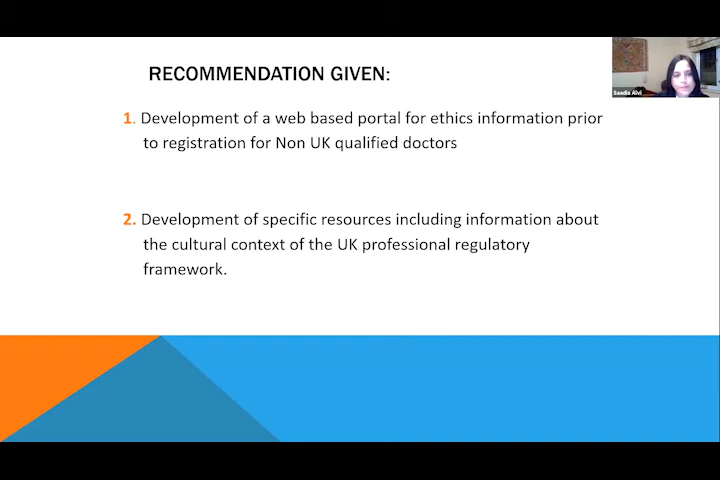 RECOMMENDATION GIVEN:
Saadia Alvi
1. Development of a web based portal for ethics information prior
to registration for Non UK qualified doctors
2. Development of specific resources including information about
the cultural context of the UK professional regulatory
framework.